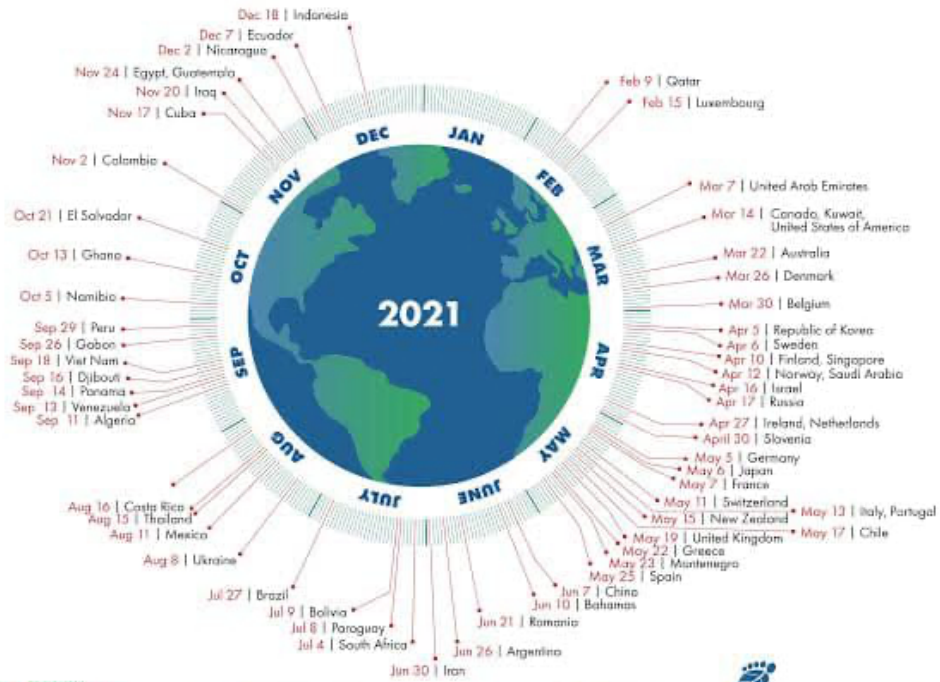 Dec 18 | Indonesia
Dec 7 | Ecuador
Dec 2 | Nicaragua
Nov 24 | Egypt, Guatemala
Nov 20 | Iraq
Nov 17 | Cuba
Nov 2 | Colombia
Oct 21 | El Salvador
Oct 13 | Ghana
Oct 5 | Namibia
Sep 29 | Peru
Sep 26 | Gabon
Sep 18 | Viet Nam
Sep 16 | Djibouti
Sep 14 | Panama
Sep 13 | Venezuela
Sep 11 | Algeria
Aug 16 | Costa Rica
Aug 15 | Thailand
Aug 11 | Mexico
Aug 8 | Ukraine
Jul 27 | Brazil
Jul 9 | Bolivia
Jul 8 | Paraguay
Jul 4 | South Africa
Jun 30 | Iran
DEC
JAN
NOV
FEB
OCT
MAR
2021
SEP
APR
AUG
MAY
JULY
JUNE
Feb 9 | Qatar
Feb 15 | Luxembourg
Mar 7 | United Arab Emirates
Mar 14 | Canada, Kuwait,
United States of America
Mar 22 | Australia
Mar 26 | Denmark
Mar 30 | Belgium
Apr 5 | Republic of Korea
Apr 6 | Sweden
Apr 10 | Finland, Singapore
Apr 12 | Norway, Saudi Arabia
Apr 16 | Israel
Apr 17 | Russia
Apr 27 | Ireland, Netherlands
April 30 | Slovenia
May 5 | Germany
May 6 | Japan
May 7 | France
May 11 | Switzerland
May 13 | Italy, Portugal
May 15 | New Zealand
May 17 | Chile
May 19 | United Kingdom
May 22 | Greece
May 23 | Montenegro
May 25 | Spain
Jun 7 | China
Jun 10 | Bahamas
Jun 21 | Romania
Jun 26 | Argentina